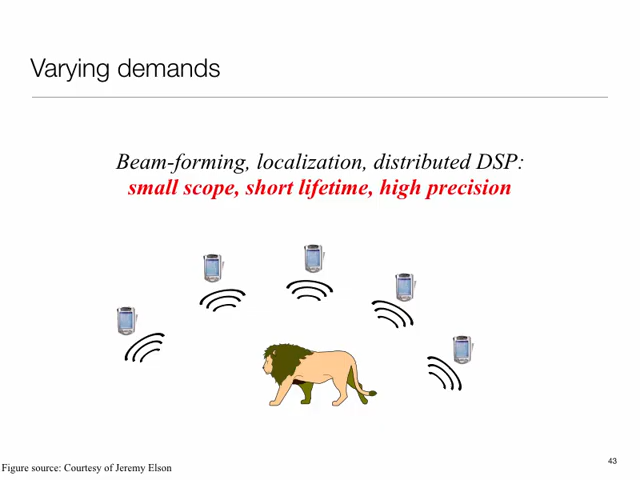 Varying demands
Beam-forming, localization, distributed DSP:
small scope, short lifetime, high precision
Figure source: Courtesy of Jeremy Elson
43